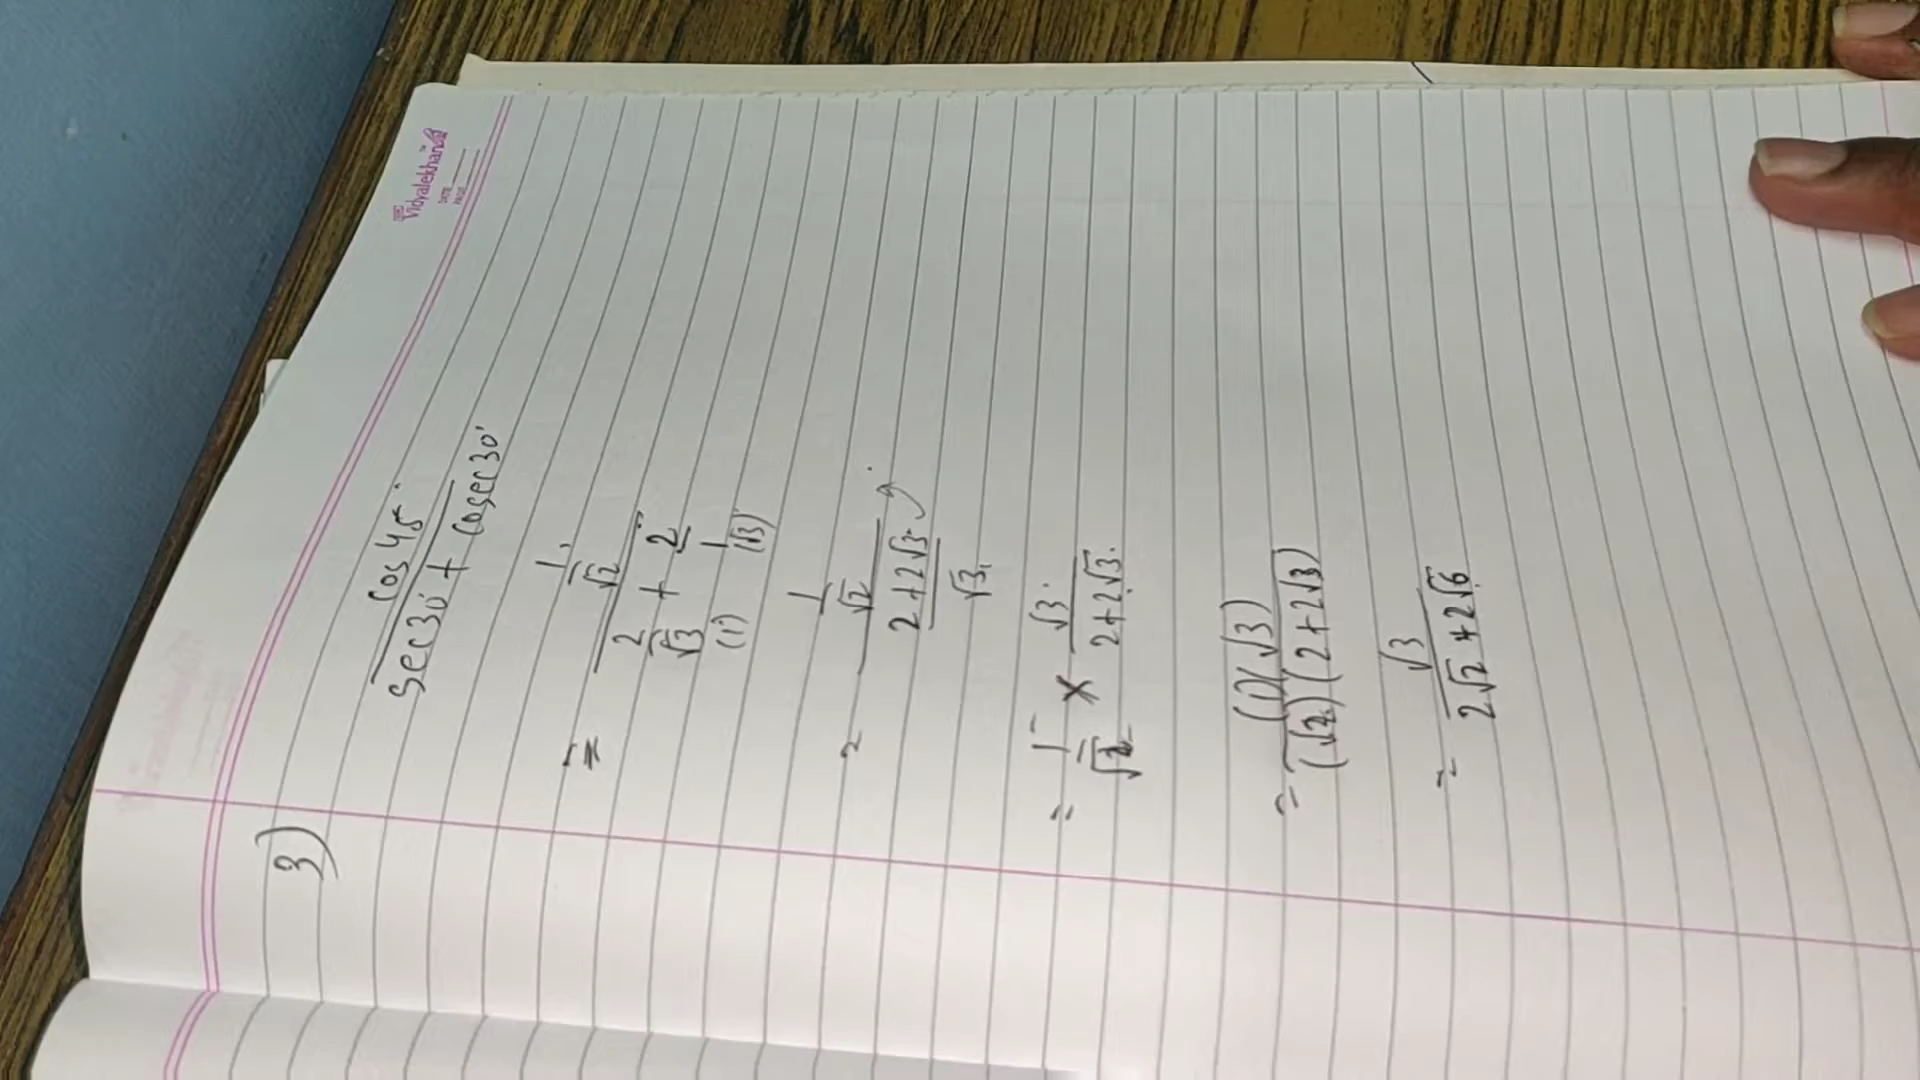 Vidyalekhan
DATE
PAGE
3)
cos 45°
sec 30° + cosec 30°
= 1/√2
2/√3 + 2/1
(1) (√3)
= 1/√2
2+2√3
√3
= 1/√2 × √3/(2+2√3)
= (1)(√3)
(√2)(2+2√3)
= √3
2√2+2√6